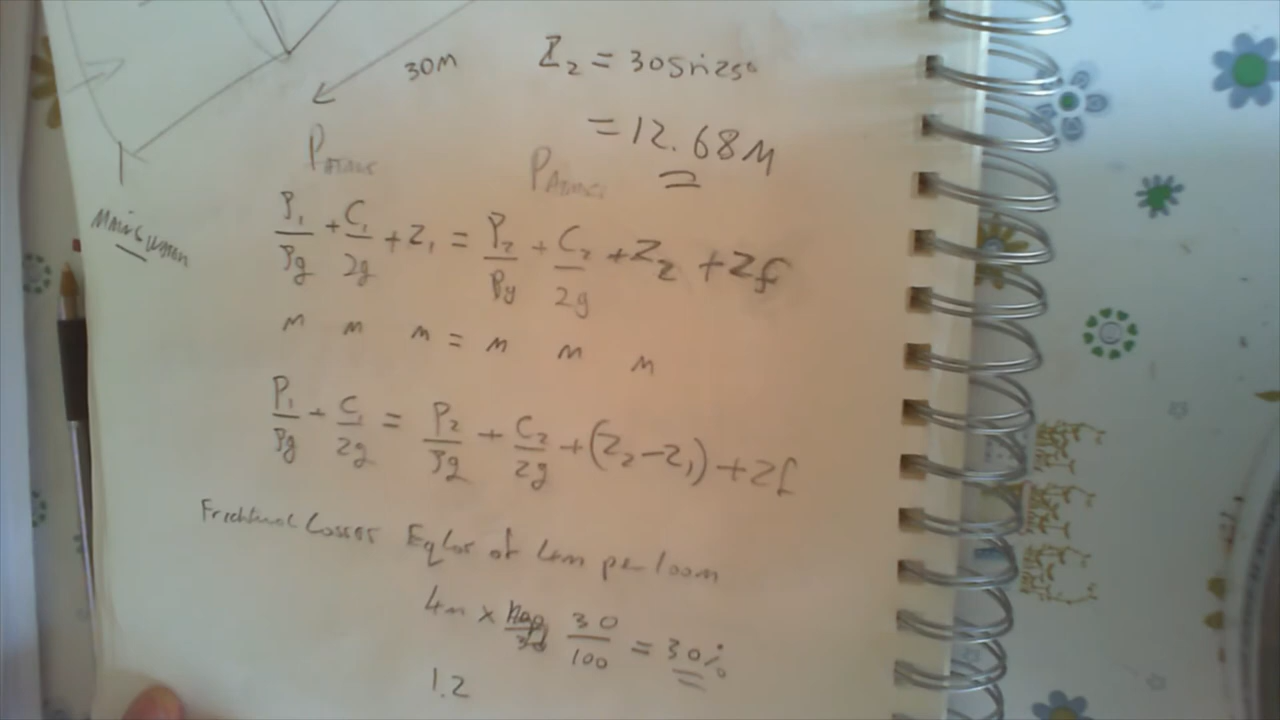 30M
Z₂ = 30Sin25°
= 12.68M
PAtmos PAtmos
P₁/ρg + C₁/2g + Z₁ = P₂/ρg + C₂/2g + Z₂ + Zf
m m m = m m m
P₁/ρg + C₁/2g = P₂/ρg + C₂/2g + (Z₂-Z₁) + Zf
Frictional Losses Eqlos of 4m per 100m
4m × 30/100 = 30%
1.2